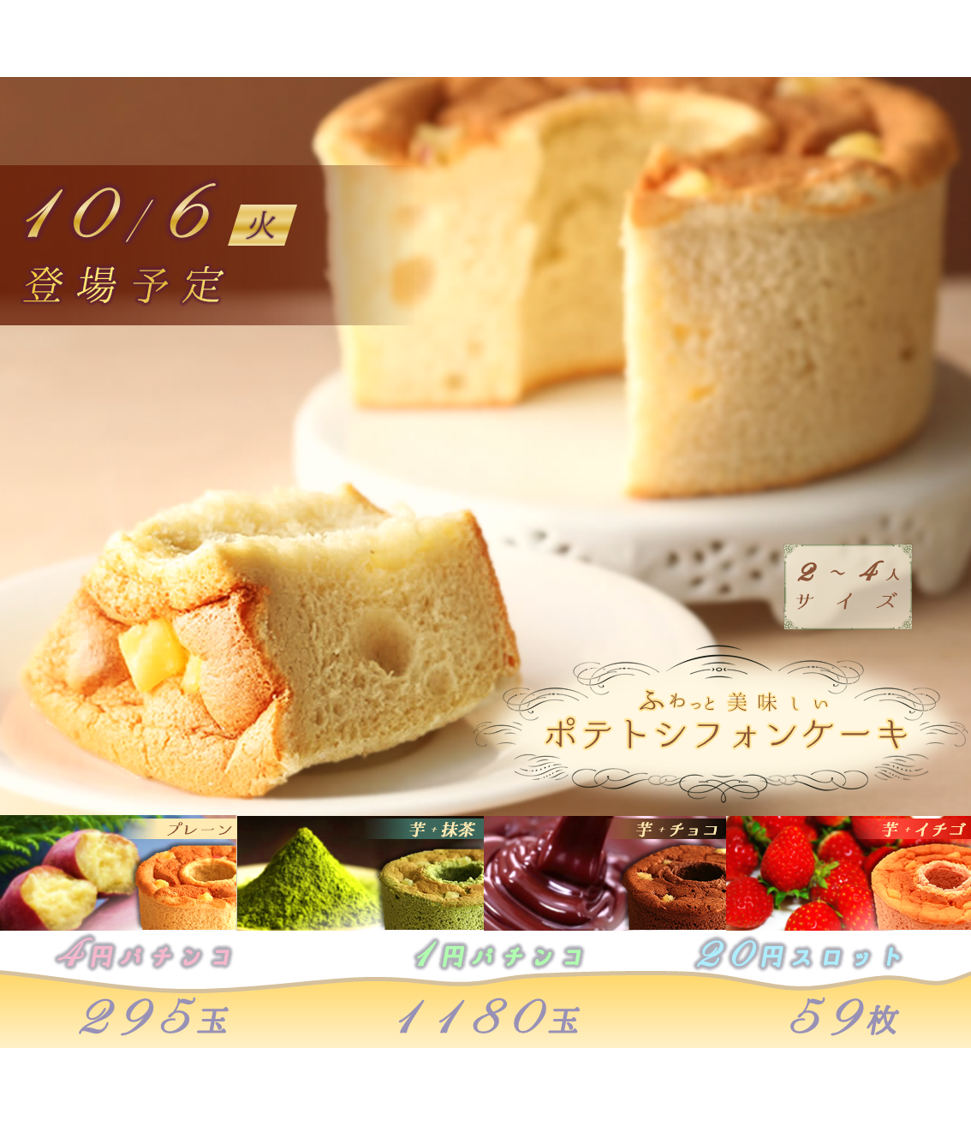 10/6 火
登場予定
2～4人
サイズ
ふわっと美味しい
ポテトシフォンケーキ
プレーン
芋+抹茶
芋+チョコ
芋+イチゴ
4円パチンコ
1円パチンコ
20円スロット
295玉
1180玉
59枚